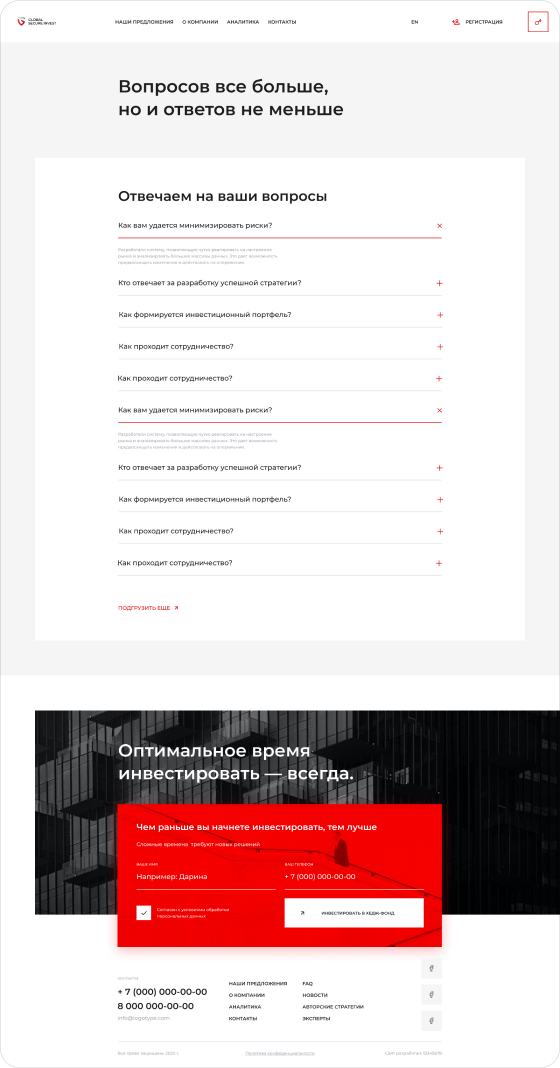 GLOBAL
SECURE INVEST
НАШИ ПРЕДЛОЖЕНИЯ О КОМПАНИИ АНАЛИТИКА КОНТАКТЫ EN РЕГИСТРАЦИЯ
Вопросов все больше,
но и ответов не меньше
Отвечаем на ваши вопросы
Как вам удается минимизировать риски?
Разработали систему, позволяющую чутко реагировать на настроения
рынка и анализировать большие массивы данных. Это дает возможность
предвосхищать изменения и действовать на опережение.
Кто отвечает за разработку успешной стратегии?
Как формируется инвестиционный портфель?
Как проходит сотрудничество?
Как проходит сотрудничество?
Как вам удается минимизировать риски?
Разработали систему, позволяющую чутко реагировать на настроения
рынка и анализировать большие массивы данных. Это дает возможность
предвосхищать изменения и действовать на опережение.
Кто отвечает за разработку успешной стратегии?
Как формируется инвестиционный портфель?
Как проходит сотрудничество?
Как проходит сотрудничество?
ПОДГРУЗИТЬ ЕЩЕ
Оптимальное время
инвестировать — всегда.
Чем раньше вы начнете инвестировать, тем лучше
Сложные времена требуют новых решений
ВАШЕ ИМЯ ВАШ ТЕЛЕФОН
Например: Дарина + 7 (000) 000-00-00
Согласен с условиями обработки
персональных данных
ИНВЕСТИРОВАТЬ В ХЕДЖ-ФОНД
КОНТАКТЫ
+ 7 (000) 000-00-00
8 000 000-00-00
info@logotype.com
НАШИ ПРЕДЛОЖЕНИЯ FAQ
О КОМПАНИИ НОВОСТИ
АНАЛИТИКА АВТОРСКИЕ СТРАТЕГИИ
КОНТАКТЫ ЭКСПЕРТЫ
Все права защищены 2020 г. Политика конфиденциальности Сайт разработан: